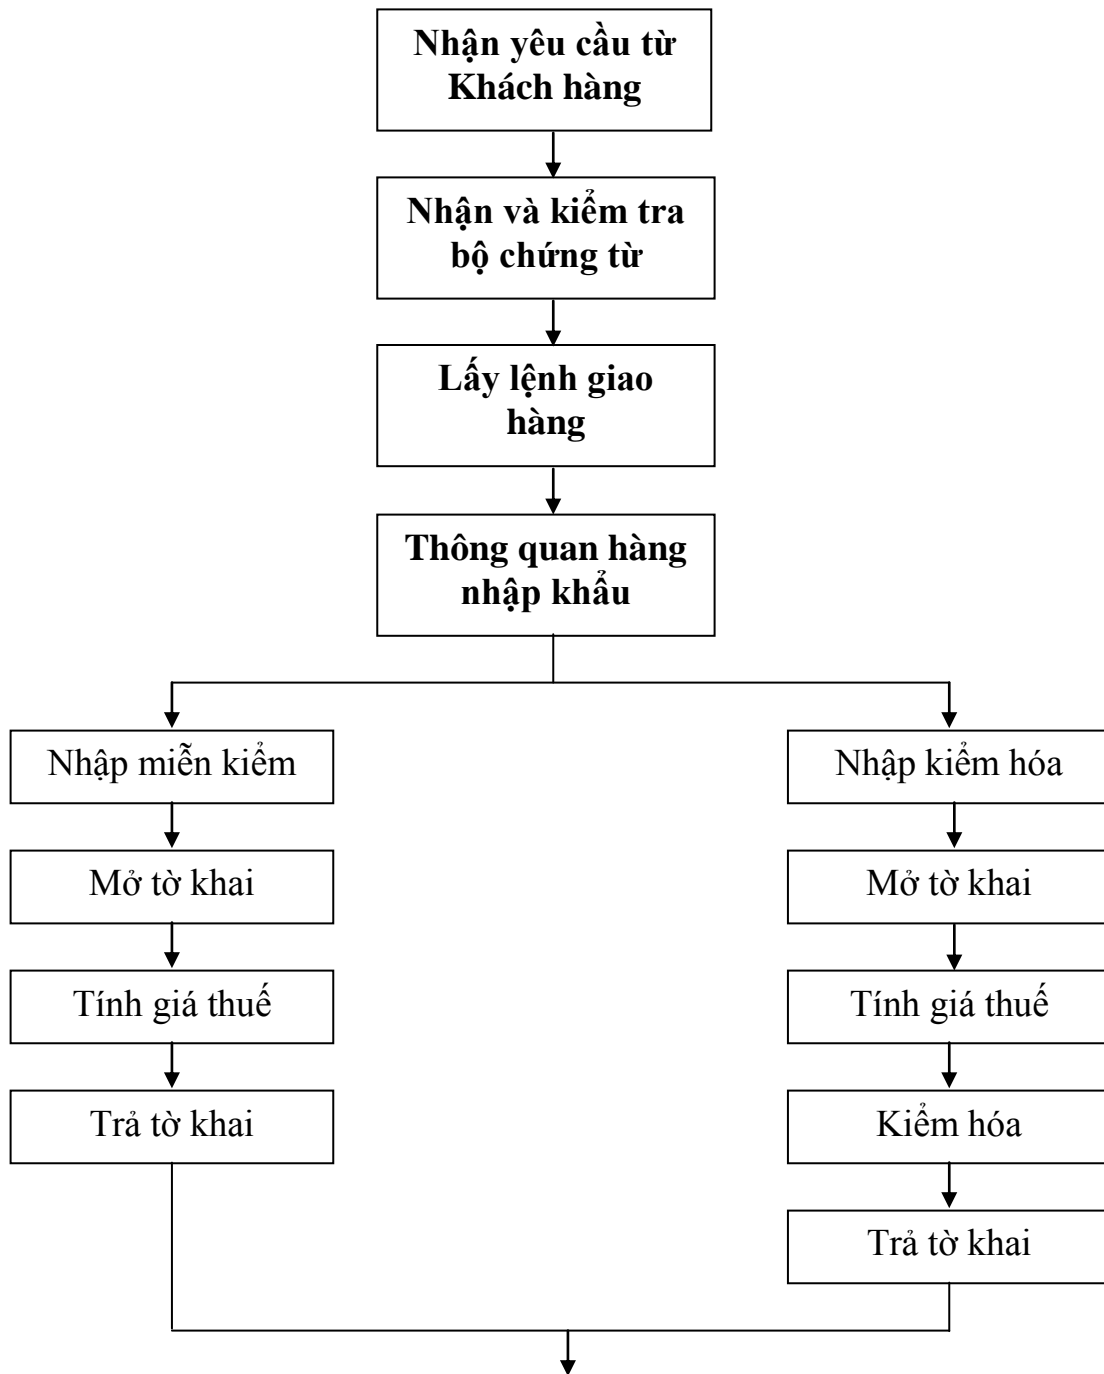 Nhận yêu cầu từ
Khách hàng
Nhận và kiểm tra
bộ chứng từ
Lấy lệnh giao
hàng
Thông quan hàng
nhập khẩu
Nhập miễn kiểm
Mở tờ khai
Tính giá thuế
Trả tờ khai
Nhập kiểm hóa
Mở tờ khai
Tính giá thuế
Kiểm hóa
Trả tờ khai